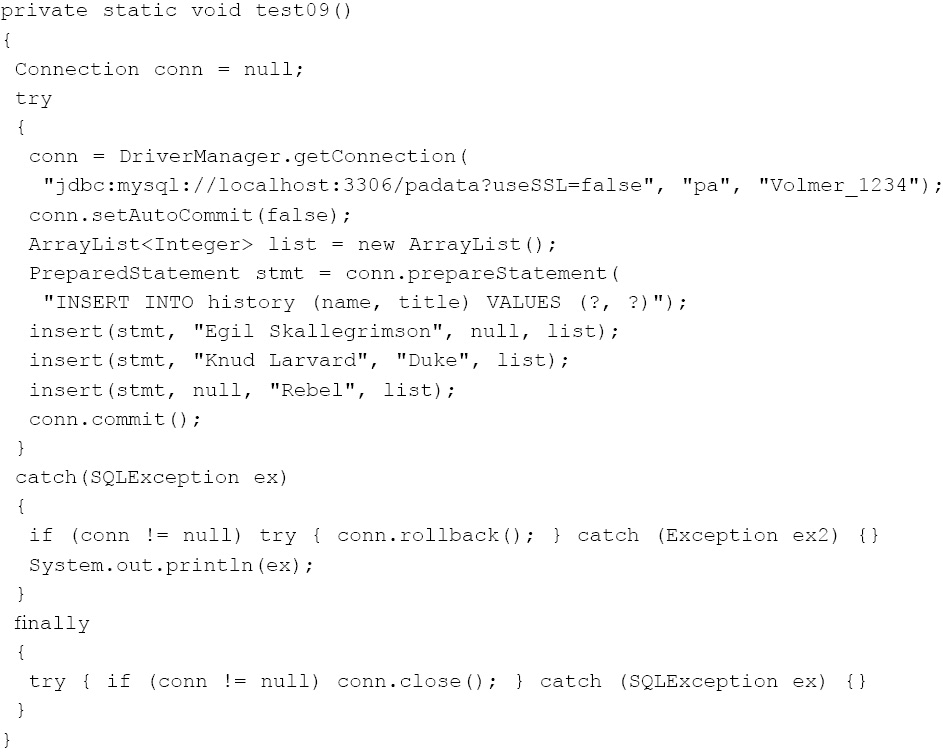 private static void test09()
{
 Connection conn = null;
 try
 {
  conn = DriverManager.getConnection(
   "jdbc:mysql://localhost:3306/padata?useSSL=false", "pa", "Volmer_1234");
  conn.setAutoCommit(false);
  ArrayList<Integer> list = new ArrayList();
  PreparedStatement stmt = conn.prepareStatement(
   "INSERT INTO history (name, title) VALUES (?, ?)");
  insert(stmt, "Egil Skallegrimson", null, list);
  insert(stmt, "Knud Larvard", "Duke", list);
  insert(stmt, null, "Rebel", list);
  conn.commit();
 }
 catch(SQLException ex)
 {
  if (conn != null) try { conn.rollback(); } catch (Exception ex2) {}
  System.out.println(ex);
 }
 finally
 {
  try { if (conn != null) conn.close(); } catch (SQLException ex) {}
 }
}